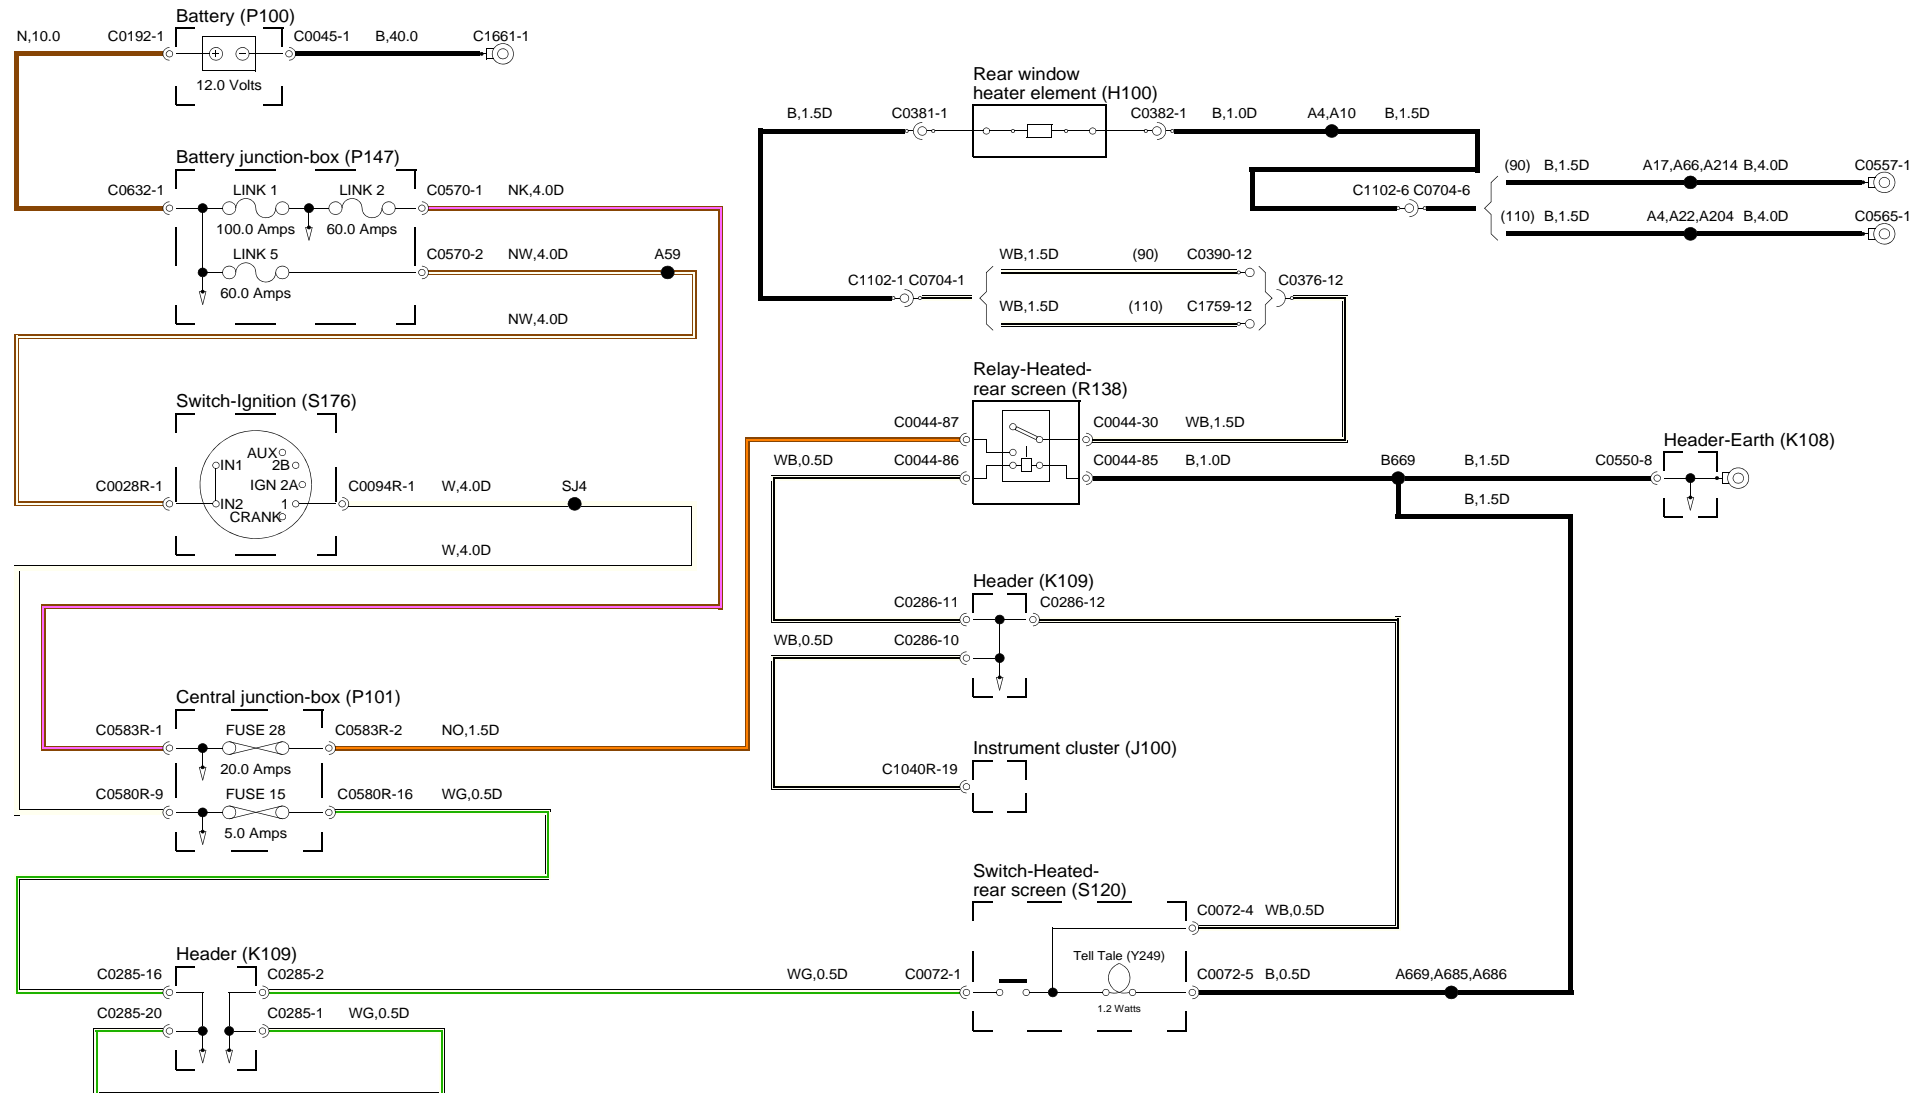 Battery (P100)
N,10.0
C0192-1
C0045-1
B,40.0
C1661-1
12.0 Volts
Battery junction-box (P147)
C0632-1
LINK 1
LINK 2
C0570-1
NK,4.0D
100.0 Amps
60.0 Amps
LINK 5
C0570-2
NW,4.0D
A59
60.0 Amps
NW,4.0D
Switch-Ignition (S176)
AUX
IN1
2B
IGN 2A
C0028R-1
IN2
1
CRANK
C0094R-1
W,4.0D
SJ4
W,4.0D
Central junction-box (P101)
C0583R-1
FUSE 28
C0583R-2
NO,1.5D
20.0 Amps
C0580R-9
FUSE 15
C0580R-16
WG,0.5D
5.0 Amps
Header (K109)
C0285-16
C0285-2
WG,0.5D
C0072-1
C0285-20
C0285-1
WG,0.5D
Rear window
heater element (H100)
B,1.5D
C0381-1
C0382-1
B,1.0D
A4,A10
B,1.5D
(90)
B,1.5D
A17,A66,A214
B,4.0D
C0557-1
C1102-6
C0704-6
(110)
B,1.5D
A4,A22,A204
B,4.0D
C0565-1
WB,1.5D
(90)
C0390-12
C1102-1
C0704-1
C0376-12
WB,1.5D
(110)
C1759-12
Relay-Heated-
rear screen (R138)
C0044-87
C0044-30
WB,1.5D
Header-Earth (K108)
WB,0.5D
C0044-86
C0044-85
B,1.0D
B669
B,1.5D
C0550-8
B,1.5D
Header (K109)
C0286-11
C0286-12
WB,0.5D
C0286-10
Instrument cluster (J100)
C1040R-19
Switch-Heated-
rear screen (S120)
C0072-4
WB,0.5D
Tell Tale (Y249)
C0072-5
B,0.5D
A669,A685,A686
1.2 Watts